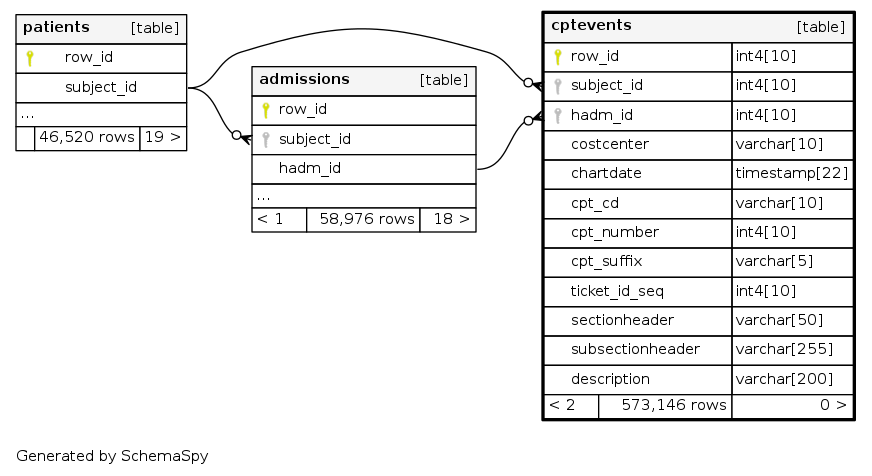 patients [table]
row_id
subject_id
...
46,520 rows 19 >
admissions [table]
row_id
subject_id
hadm_id
...
< 1 58,976 rows 18 >
cptevents [table]
row_id int4[10]
subject_id int4[10]
hadm_id int4[10]
costcenter varchar[10]
chartdate timestamp[22]
cpt_cd varchar[10]
cpt_number int4[10]
cpt_suffix varchar[5]
ticket_id_seq int4[10]
sectionheader varchar[50]
subsectionheader varchar[255]
description varchar[200]
< 2 573,146 rows 0 >
Generated by SchemaSpy